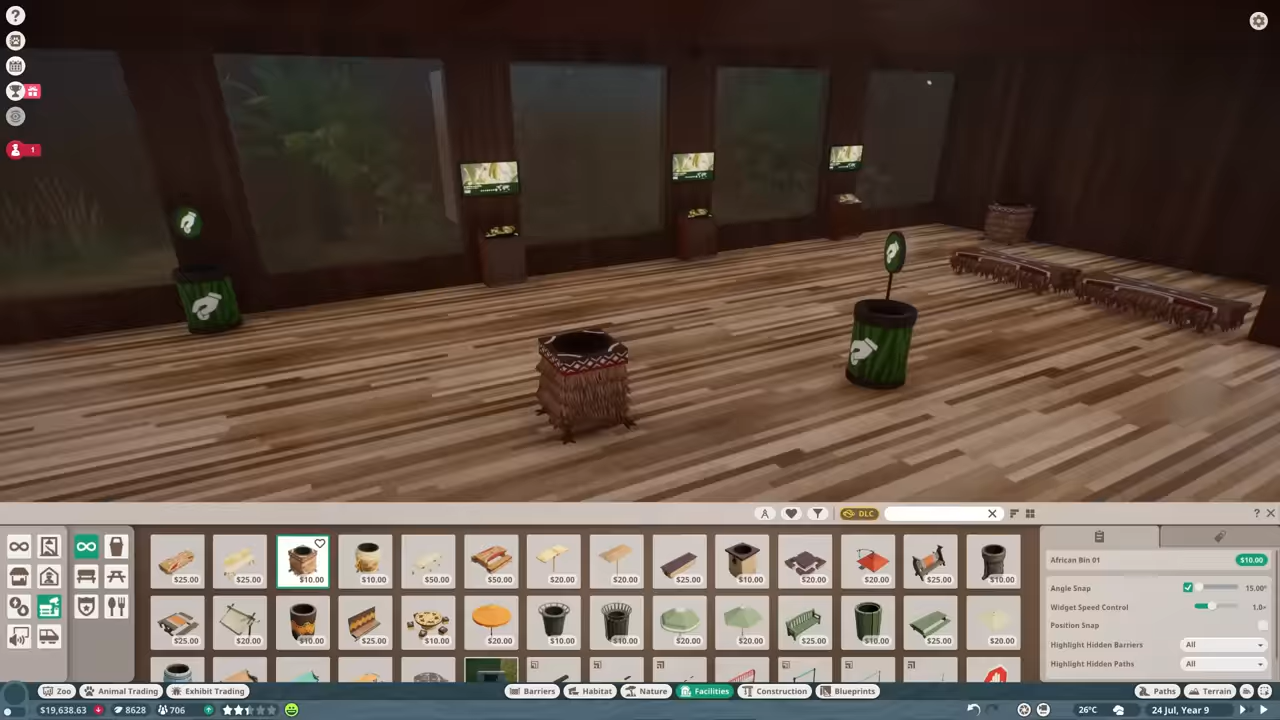 ?
1
DLC
? ×
$25.00 $25.00 $10.00 $10.00 $50.00 $50.00 $20.00 $20.00 $25.00 $10.00 $20.00 $20.00 $25.00 $10.00
African Bin 01 $10.00
Angle Snap 15.00°
Widget Speed Control 1.0×
$25.00 $20.00 $10.00 $25.00 $10.00 $20.00 $10.00 $10.00 $20.00 $20.00 $25.00 $10.00 $25.00 $20.00
Position Snap
Highlight Hidden Barriers All
Highlight Hidden Paths All
Zoo Animal Trading Exhibit Trading Barriers Habitat Nature Facilities Construction Blueprints Paths Terrain
$19,638.63 8628 706 26°C 24 Jul, Year 9